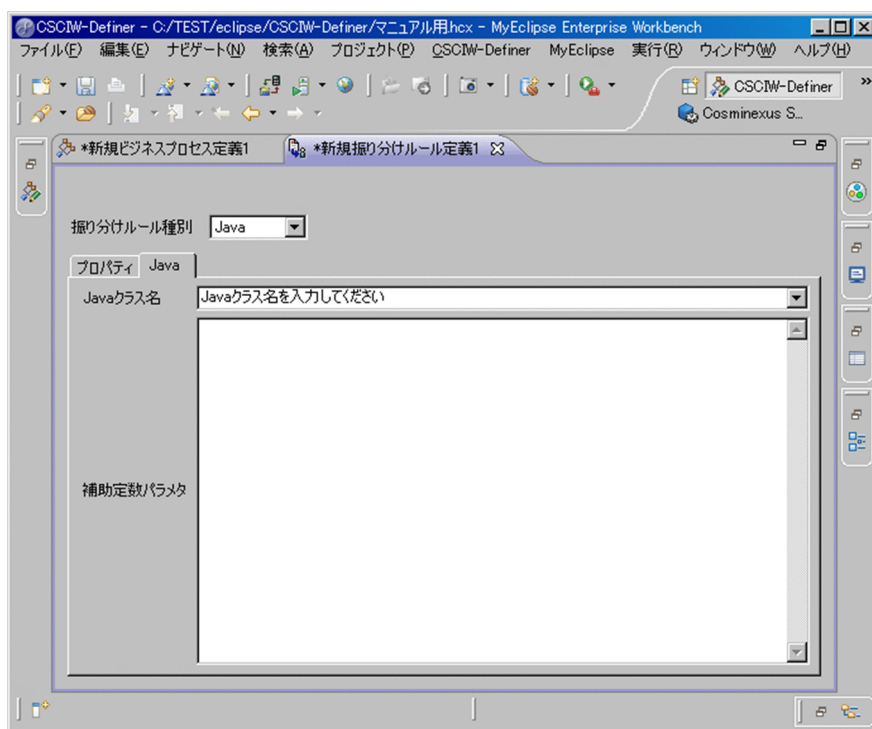 CSCIW-Definer - C:/TEST/eclipse/CSCIW-Definer/マニュアル用.hcx - MyEclipse Enterprise Workbench
ファイル(F) 編集(E) ナビゲート(N) 検索(A) プロジェクト(P) CSCIW-Definer MyEclipse 実行(R) ウィンドウ(W) ヘルプ(H)
CSCIW-Definer »
Cosminexus S...
*新規ビジネスプロセス定義1 *新規振り分けルール定義1
振り分けルール種別 Java
プロパティ Java
Javaクラス名 Javaクラス名を入力してください
補助定数パラメタ